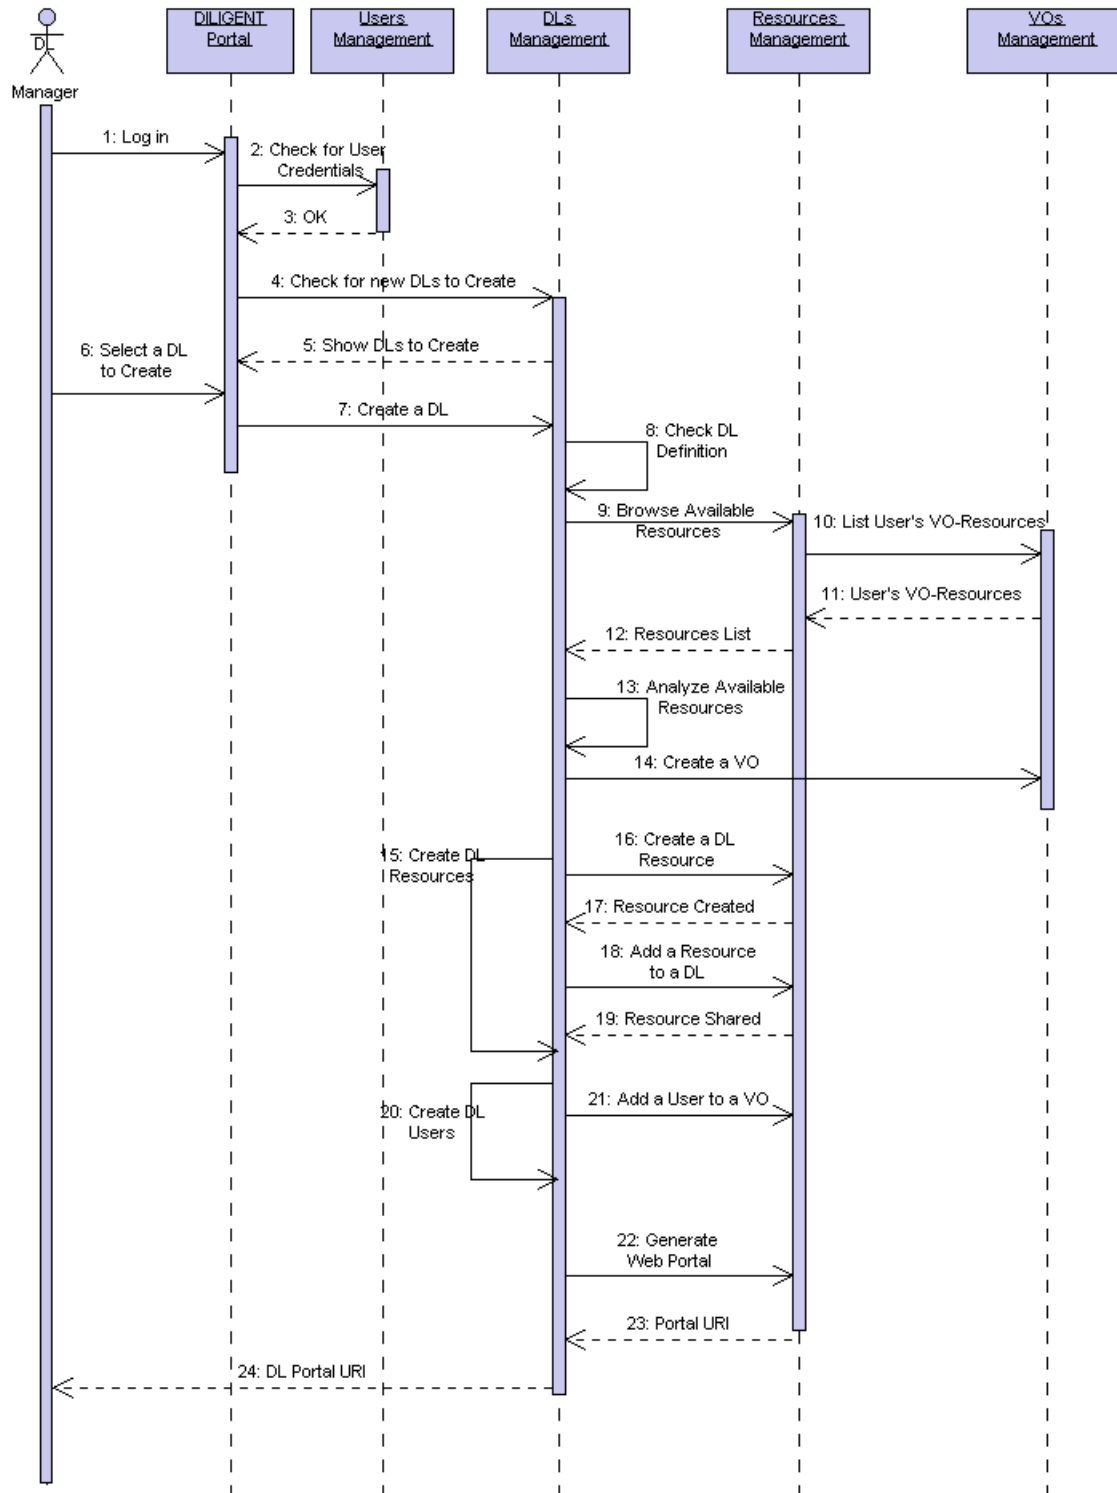 DILIGENT
Portal
Users
Management
DLs
Management
Resources
Management
VOs
Management
DL
Manager
1: Log in
2: Check for User
Credentials
3: OK
4: Check for new DLs to Create
5: Show DLs to Create
6: Select a DL
to Create
7: Create a DL
8: Check DL
Definition
9: Browse Available
Resources
10: List User's VO-Resources
11: User's VO-Resources
12: Resources List
13: Analyze Available
Resources
14: Create a VO
15: Create DL
Resources
16: Create a DL
Resource
17: Resource Created
18: Add a Resource
to a DL
19: Resource Shared
20: Create DL
Users
21: Add a User to a VO
22: Generate
Web Portal
23: Portal URI
24: DL Portal URI